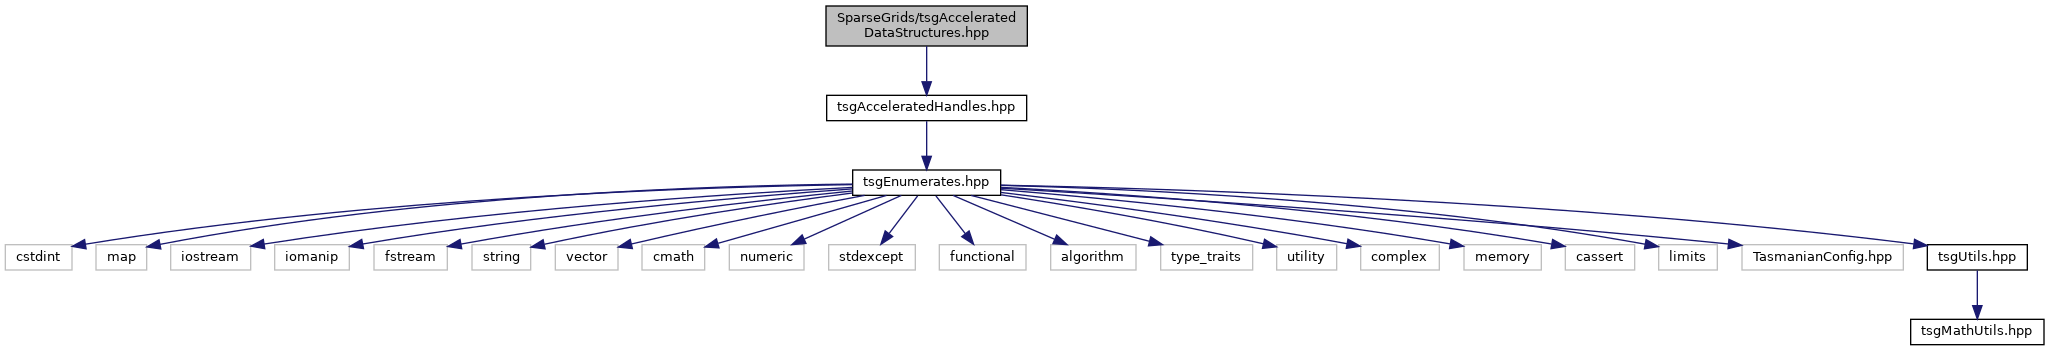 SparseGrids/tsgAccelerated
DataStructures.hpp
tsgAcceleratedHandles.hpp
tsgEnumerates.hpp
cstdint
map
iostream
iomanip
fstream
string
vector
cmath
numeric
stdexcept
functional
algorithm
type_traits
utility
complex
memory
cassert
limits
TasmanianConfig.hpp
tsgUtils.hpp
tsgMathUtils.hpp